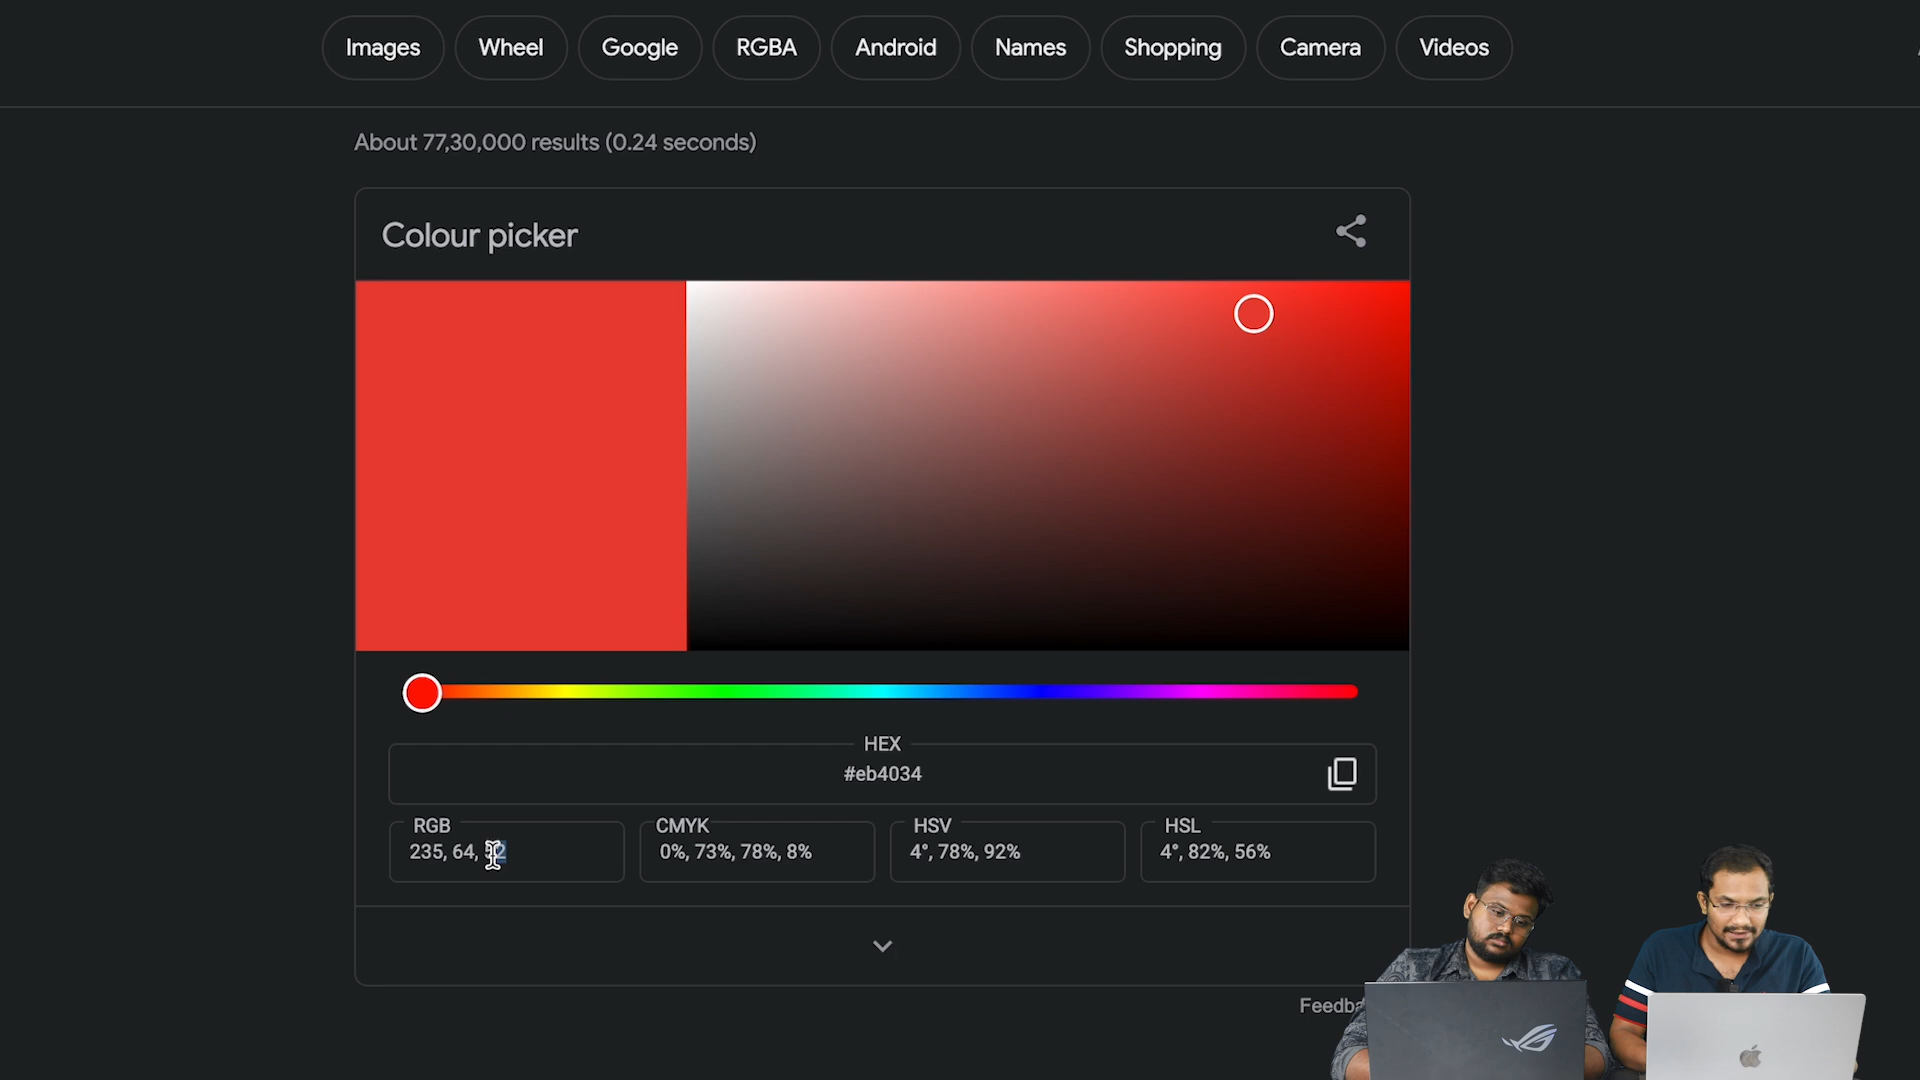 Images
Wheel
Google
RGBA
Android
Names
Shopping
Camera
Videos
About 77,30,000 results (0.24 seconds)
Colour picker
HEX
#eb4034
RGB
235, 64,
CMYK
0%, 73%, 78%, 8%
HSV
4°, 78%, 92%
HSL
4°, 82%, 56%